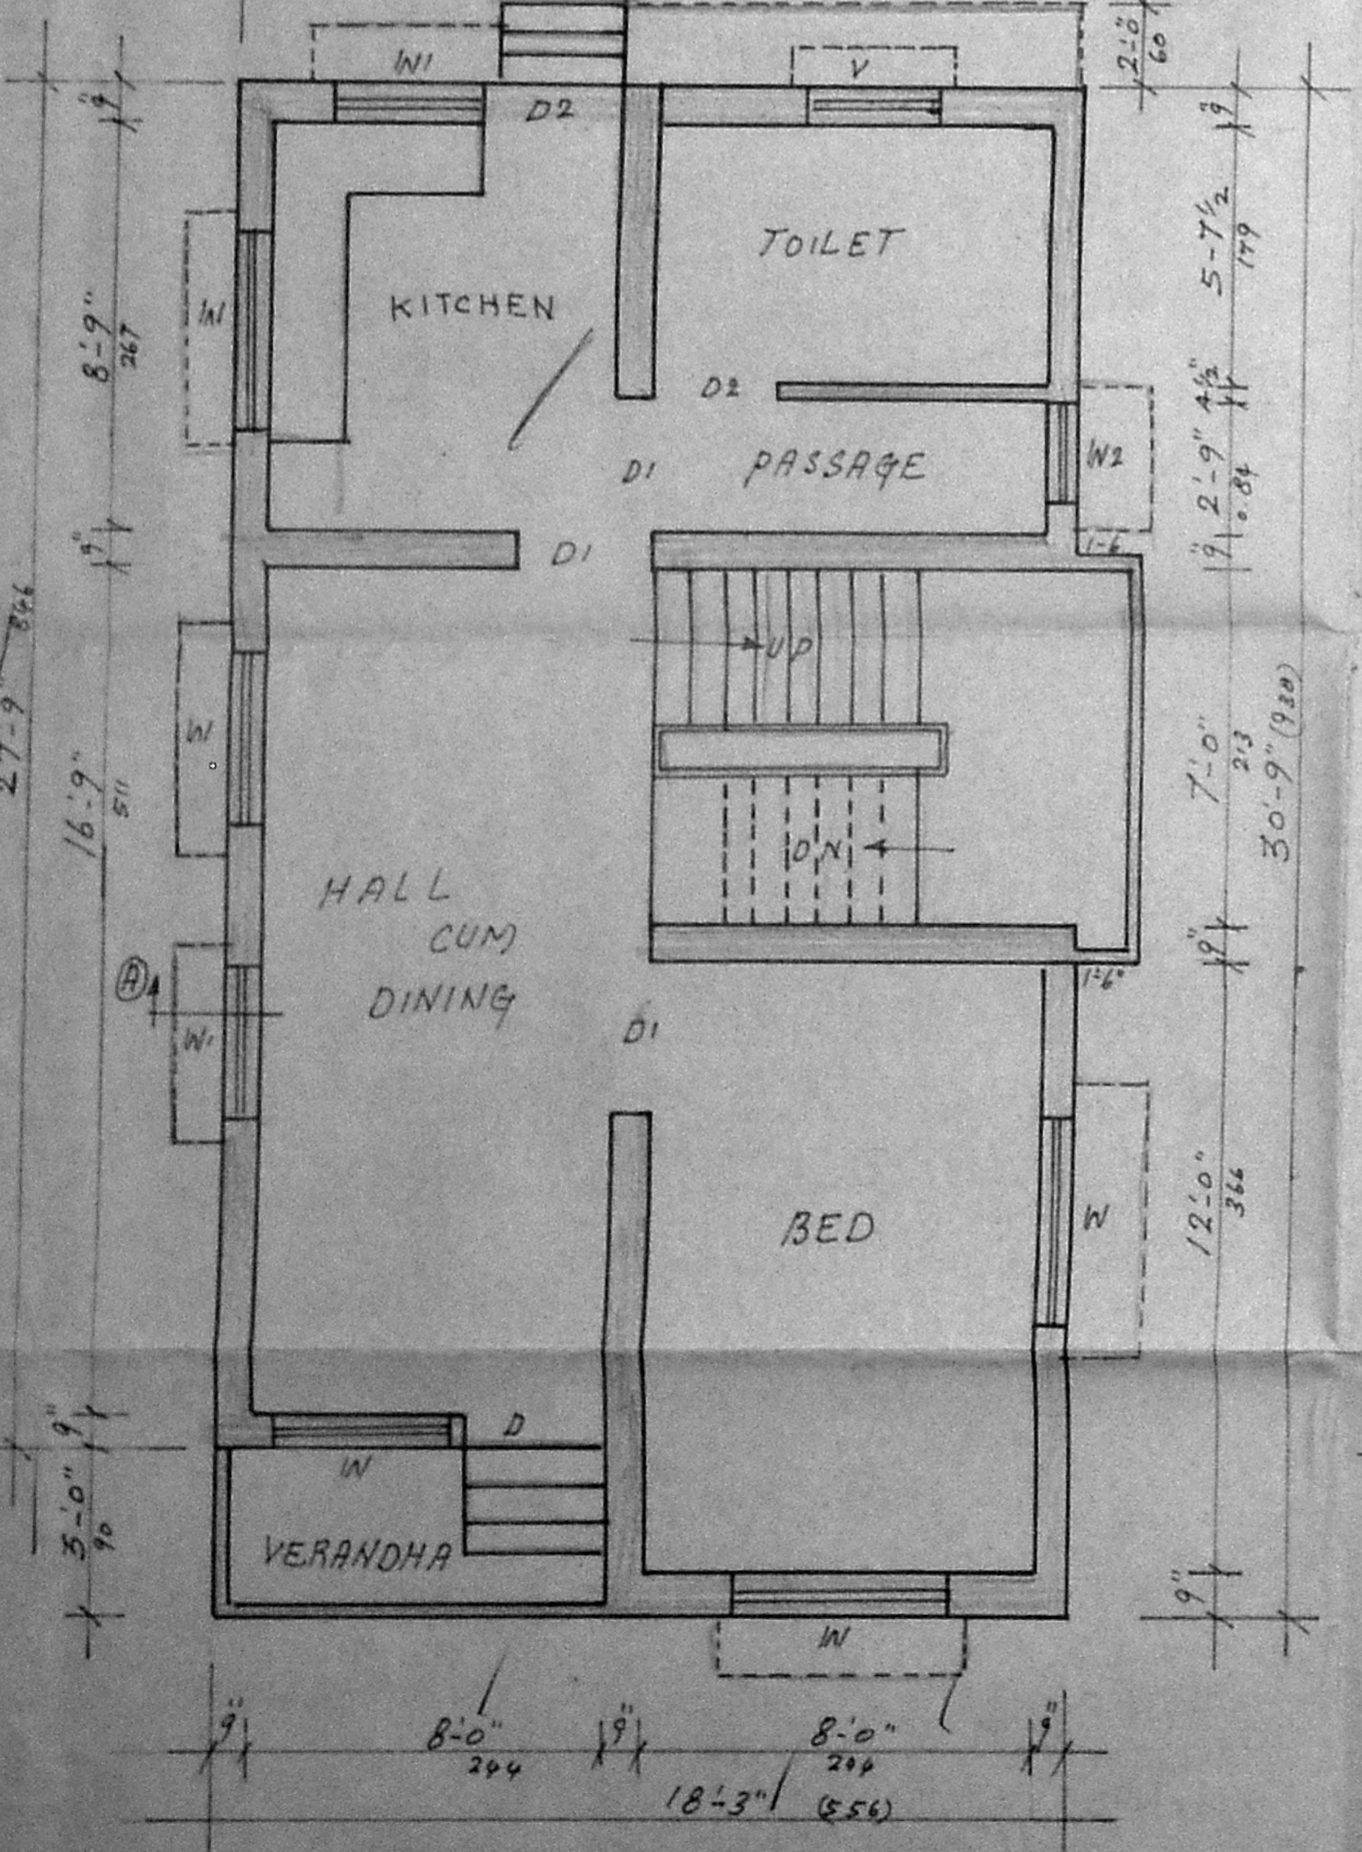 2'-0"
60
W1
V
D2
9"
9"
TOILET
5-7½
179
KITCHEN
W1
8'-9"
267
D2
4½"
D1
PASSAGE
W2
2'-9"
0.84
9"
D1
1-6
9"
27'-9"
846
UP
W
16'-9"
511
7'-0"
213
30'-9" (938)
DN
HALL
CUM
DINING
9"
A
W1
D1
1-6"
BED
W
12'-0"
366
9"
D
W
3'-0"
90
VERANDHA
9"
W
9"
8'-0"
244
9"
8'-0"
244
9"
18'-3" (556)